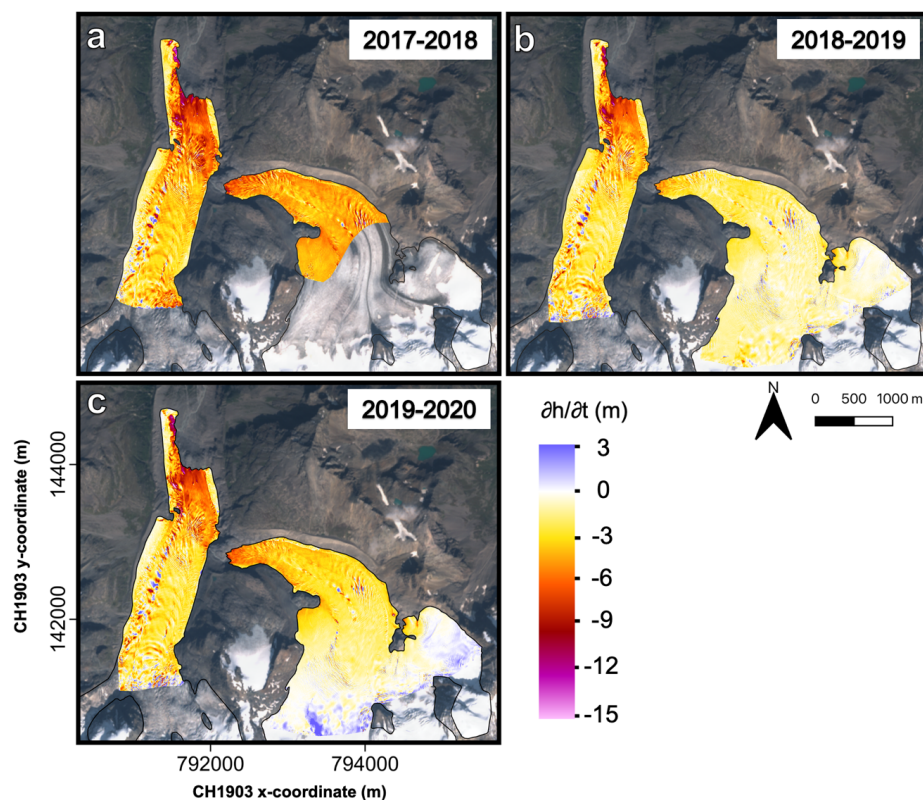 a
2017-2018
b
2018-2019
c
2019-2020
∂h/∂t (m)
3
0
-3
-6
-9
-12
-15
N
0 500 1000 m
144000
142000
CH1903 y-coordinate (m)
792000 794000
CH1903 x-coordinate (m)